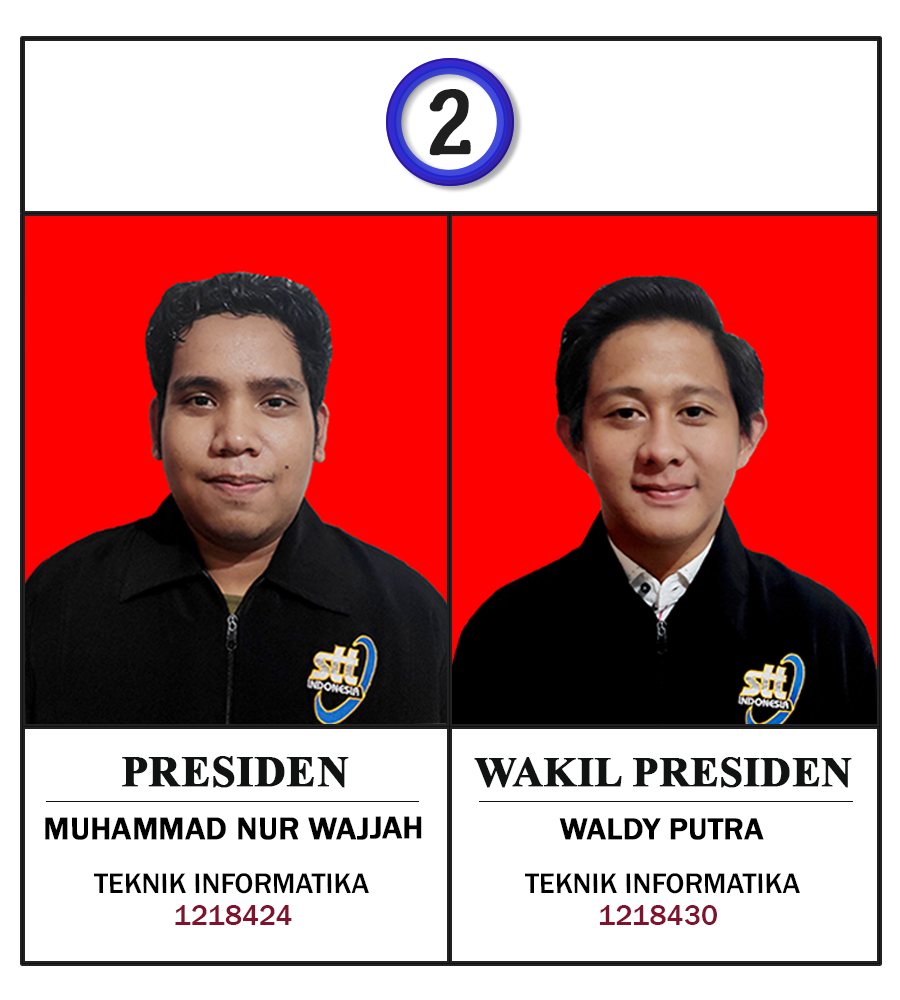 2
stt
INDONESIA
stt
INDONESIA
PRESIDEN
MUHAMMAD NUR WAJJAH
TEKNIK INFORMATIKA
1218424
WAKIL PRESIDEN
WALDY PUTRA
TEKNIK INFORMATIKA
1218430